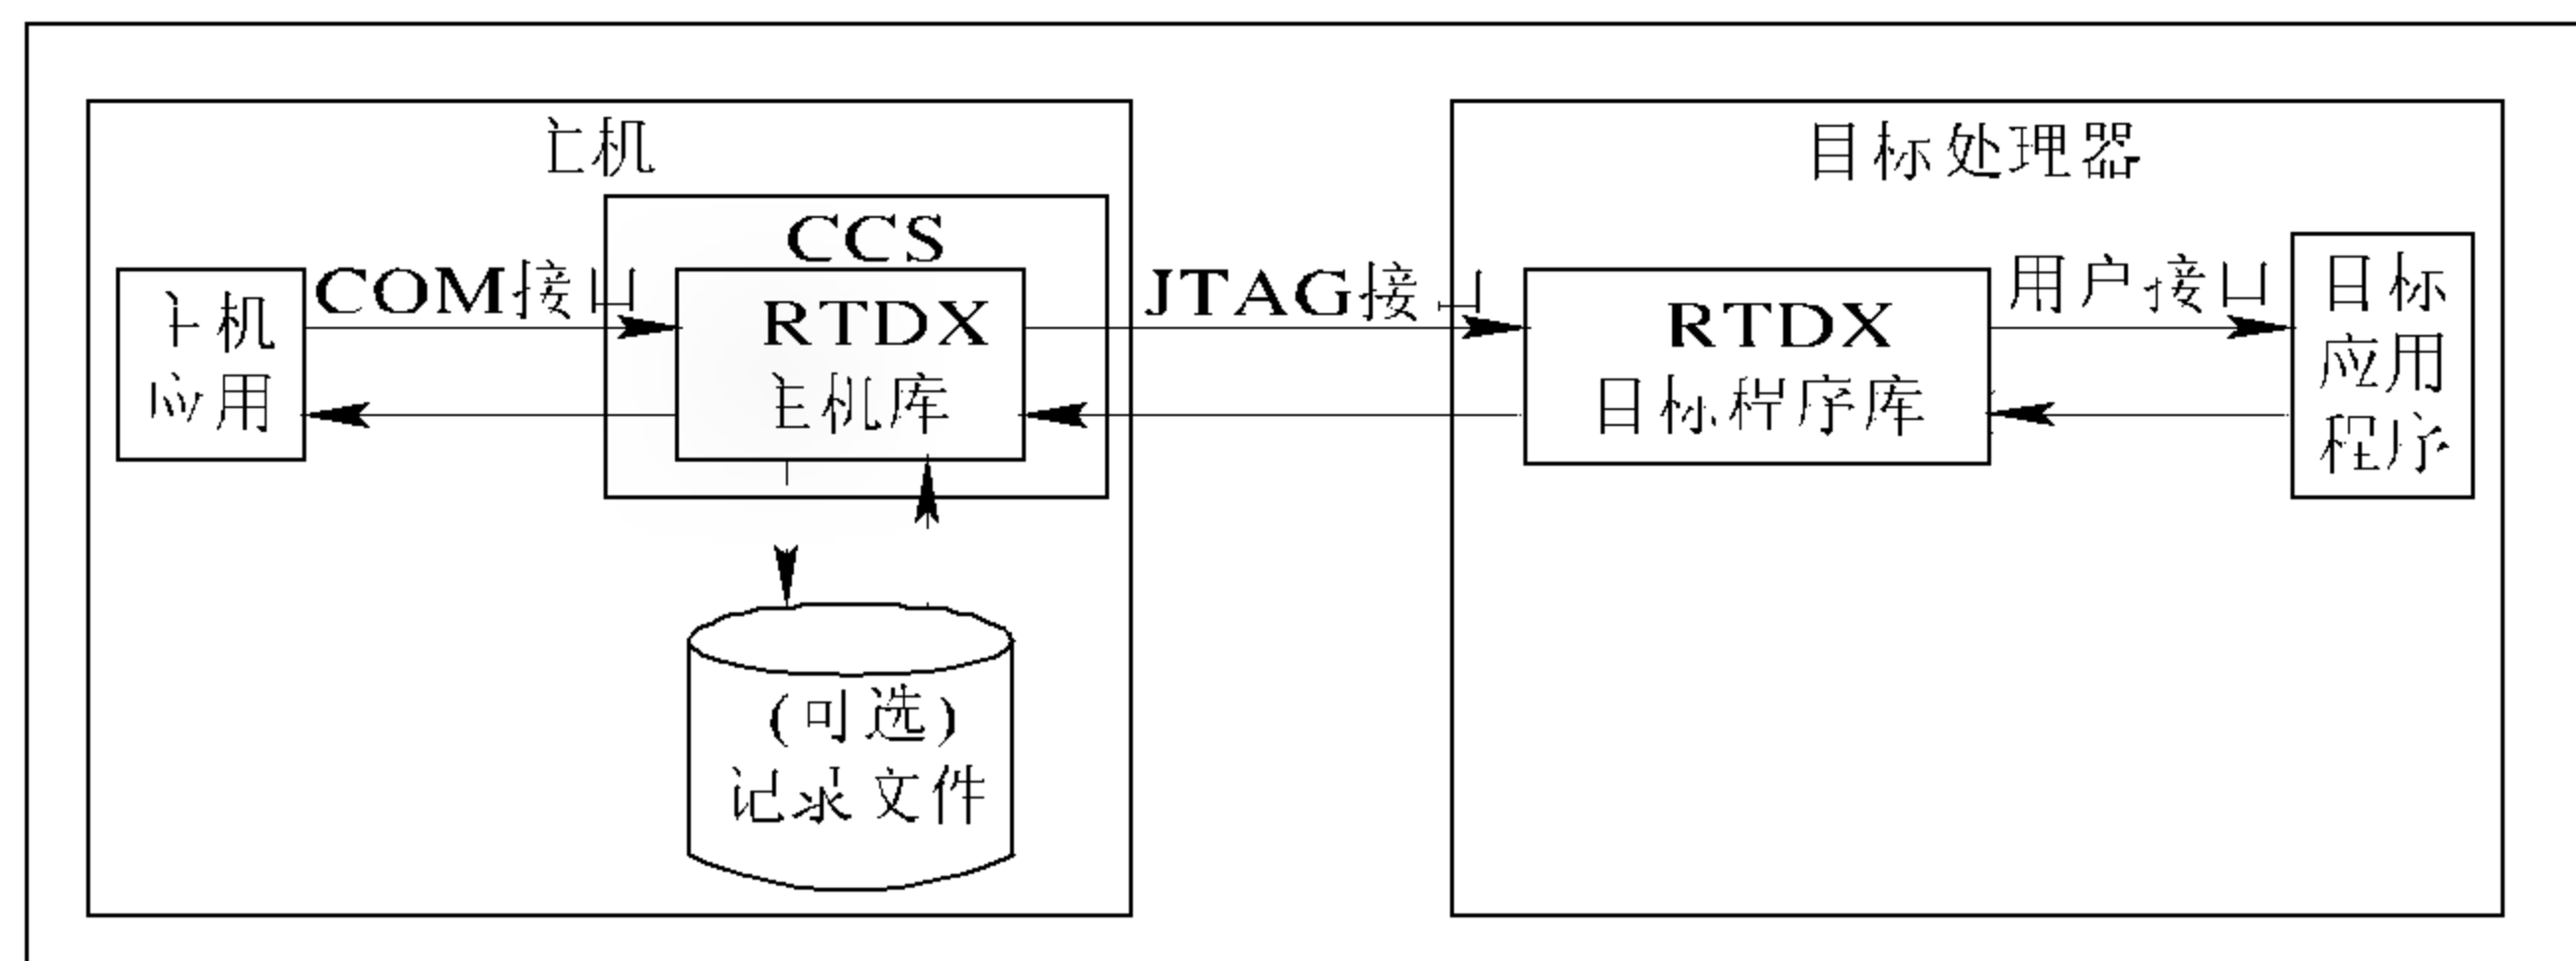 主机
目标处理器
CCS
主机
应用
COM接口
RTDX
主机库
JTAG接口
RTDX
目标程序库
用户接口
目标
应用
程序
(可选)
记录文件